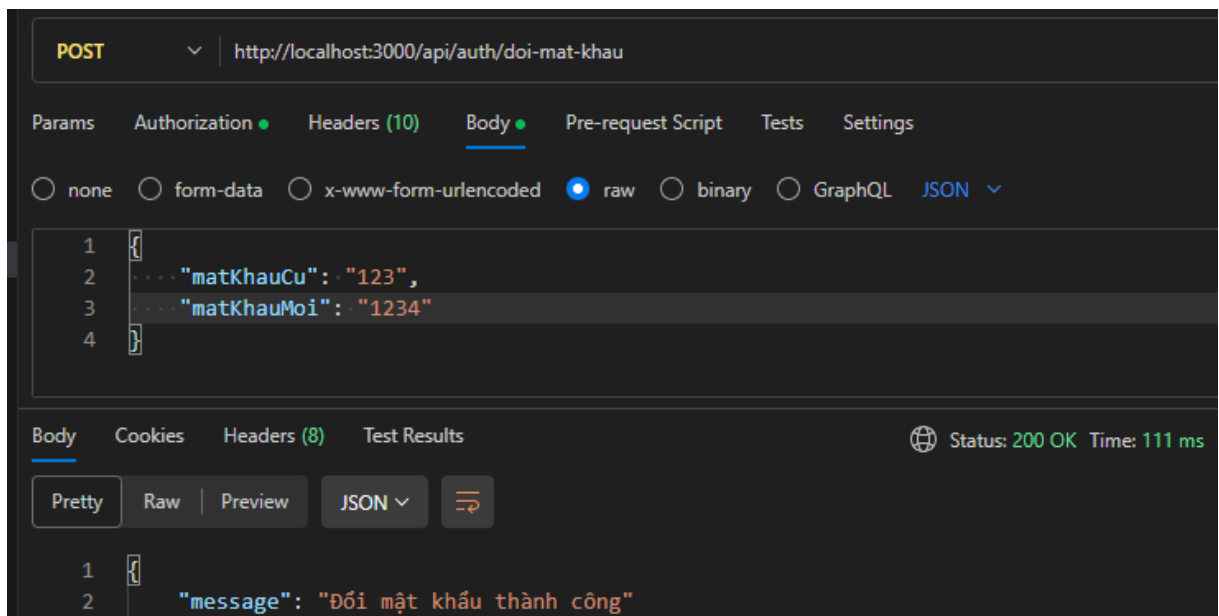 POST http://localhost:3000/api/auth/doi-mat-khau
Params Authorization Headers (10) Body Pre-request Script Tests Settings
none form-data x-www-form-urlencoded raw binary GraphQL JSON
1 {
2 "matKhauCu": "123",
3 "matKhauMoi": "1234"
4 }
Body Cookies Headers (8) Test Results Status: 200 OK Time: 111 ms
Pretty Raw Preview JSON
1 {
2 "message": "Đổi mật khẩu thành công"